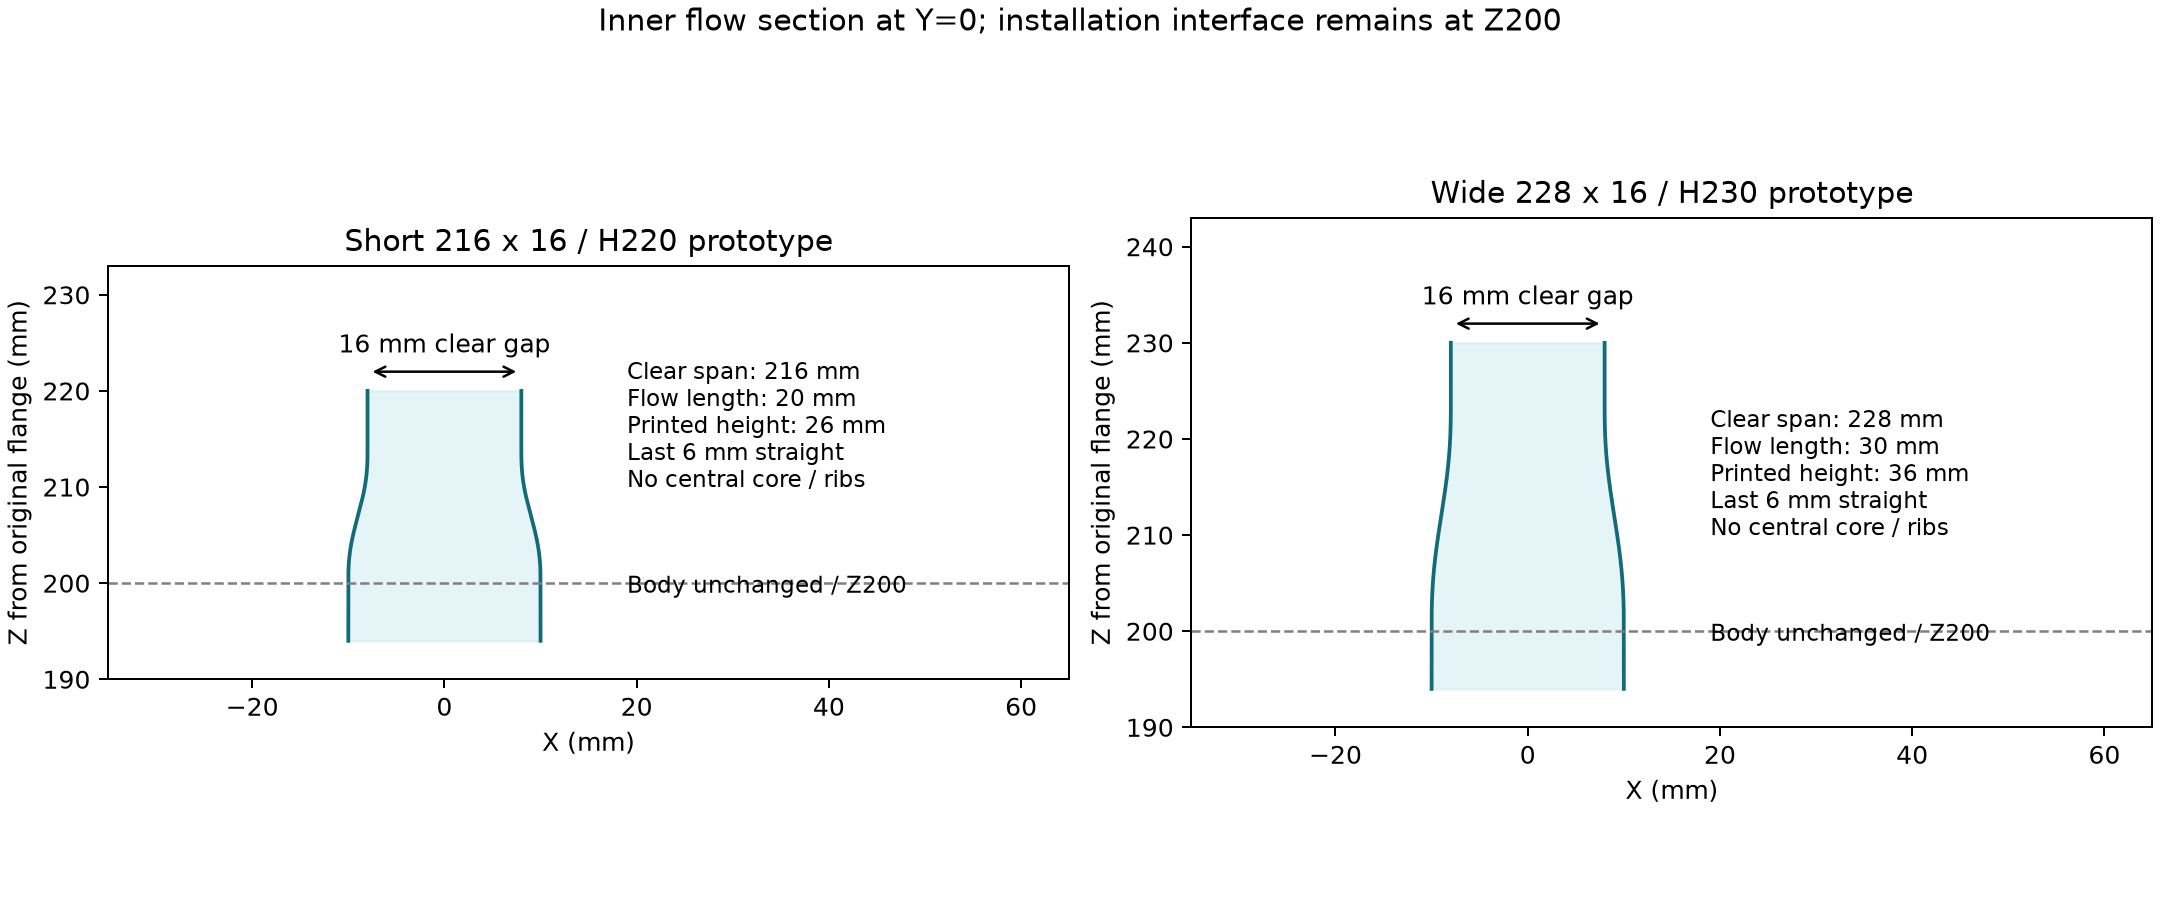 Inner flow section at Y=0; installation interface remains at Z200
Short 216 x 16 / H220 prototype
Z from original flange (mm)
230
220
210
200
190
16 mm clear gap
Clear span: 216 mm
Flow length: 20 mm
Printed height: 26 mm
Last 6 mm straight
No central core / ribs
Body unchanged / Z200
−20
0
20
40
60
X (mm)
Wide 228 x 16 / H230 prototype
Z from original flange (mm)
240
230
220
210
200
190
16 mm clear gap
Clear span: 228 mm
Flow length: 30 mm
Printed height: 36 mm
Last 6 mm straight
No central core / ribs
Body unchanged / Z200
−20
0
20
40
60
X (mm)